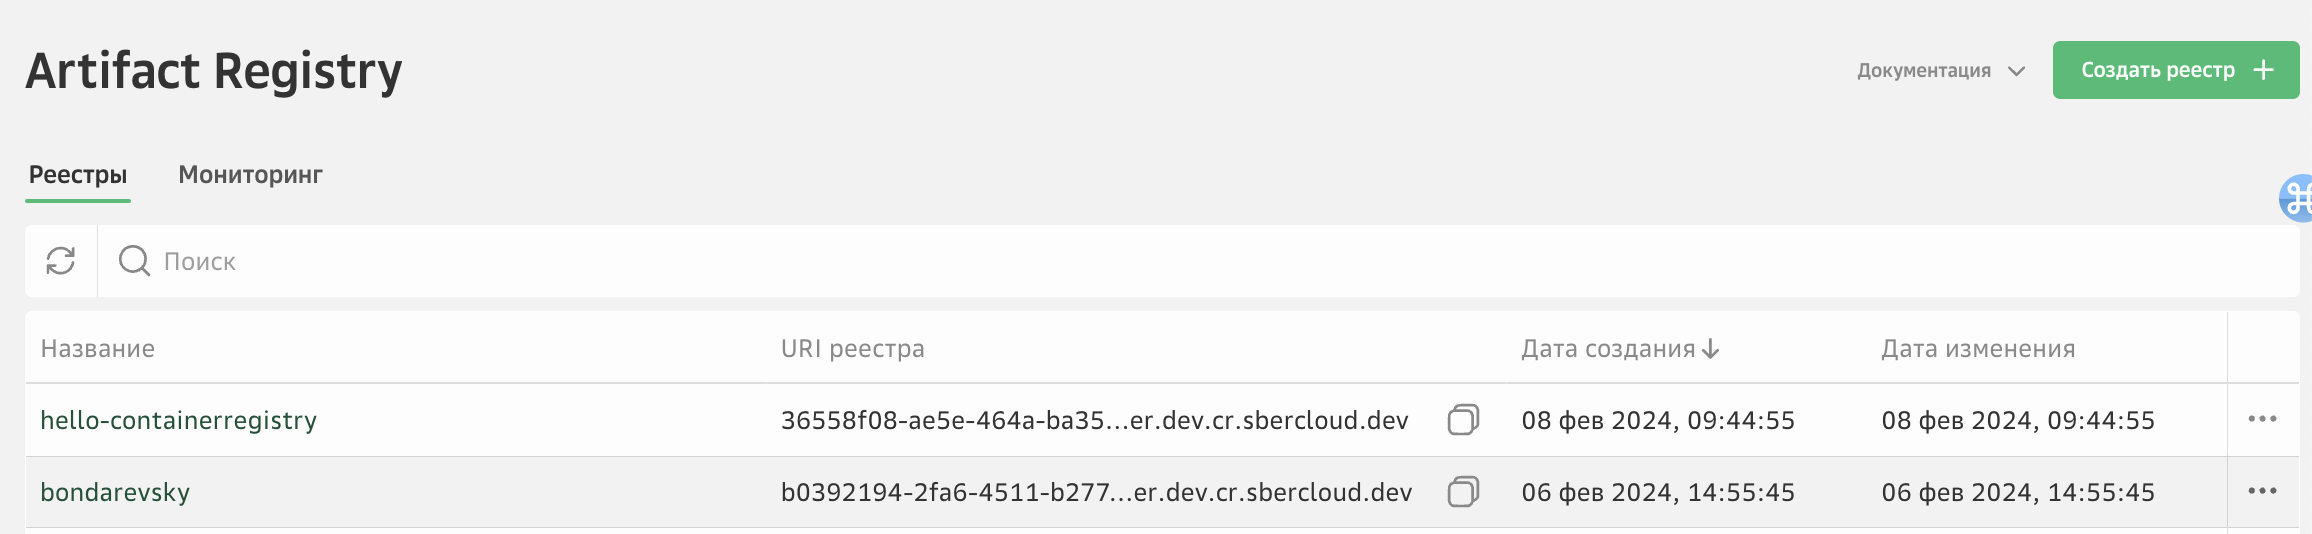 Artifact Registry
Документация
Создать реестр
Реестры Мониторинг
Поиск
Название URI реестра Дата создания Дата изменения
hello-containerregistry 36558f08-ae5e-464a-ba35...er.dev.cr.sbercloud.dev 08 фев 2024, 09:44:55 08 фев 2024, 09:44:55
bondarevsky b0392194-2fa6-4511-b277...er.dev.cr.sbercloud.dev 06 фев 2024, 14:55:45 06 фев 2024, 14:55:45